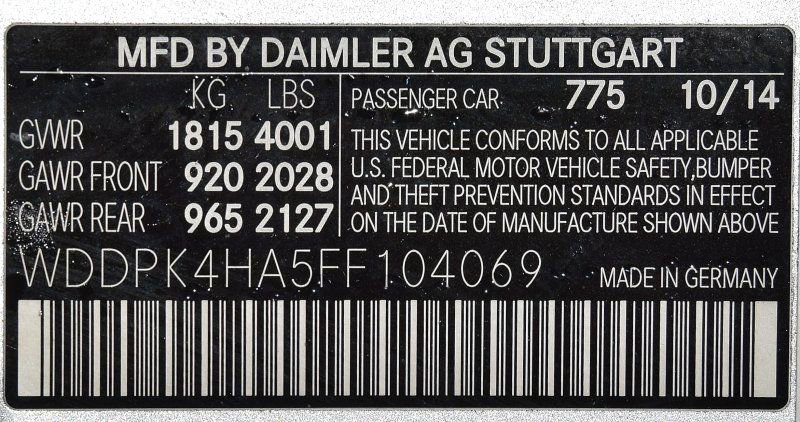 MFD BY DAIMLER AG STUTTGART
KG LBS
GVWR 1815 4001
GAWR FRONT 920 2028
GAWR REAR 965 2127
PASSENGER CAR 775 10/14
THIS VEHICLE CONFORMS TO ALL APPLICABLE
U.S. FEDERAL MOTOR VEHICLE SAFETY,BUMPER
AND THEFT PREVENTION STANDARDS IN EFFECT
ON THE DATE OF MANUFACTURE SHOWN ABOVE
WDDPK4HA5FF104069 MADE IN GERMANY